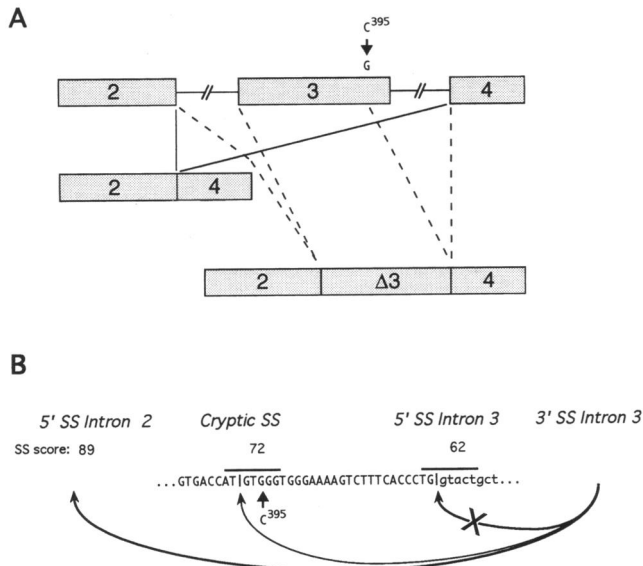 A
C395
G
2 3 4
2 4
2 Δ3 4
B
5' SS Intron 2 Cryptic SS 5' SS Intron 3 3' SS Intron 3
SS score: 89 72 62
...GTGACCAT|GTGGGTGGGAAAAGTCTTTCACCCTG|gtactgct...
C395
X